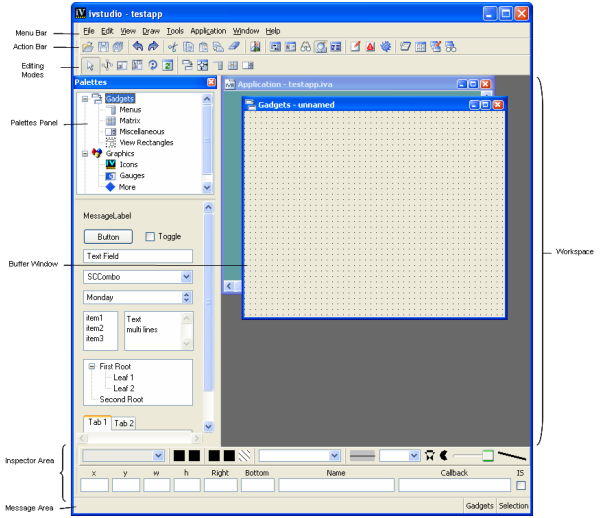 ivstudio - testapp
Menu Bar
File Edit View Draw Tools Application Window Help
Action Bar
Editing
Modes
Palettes
Application - testapp.iva
Gadgets - unnamed
Gadgets
Menus
Matrix
Palettes Panel
Miscellaneous
View Rectangles
Graphics
Icons
Gauges
More
MessageLabel
Button
Toggle
Text Field
Workspace
Buffer Window
SCCombo
Monday
item1
item2
item3
Text
multi lines
First Root
Leaf 1
Leaf 2
Second Root
Tab 1 Tab 2
Inspector Area
x y w h Right Bottom Name Callback IS
Message Area
Gadgets Selection